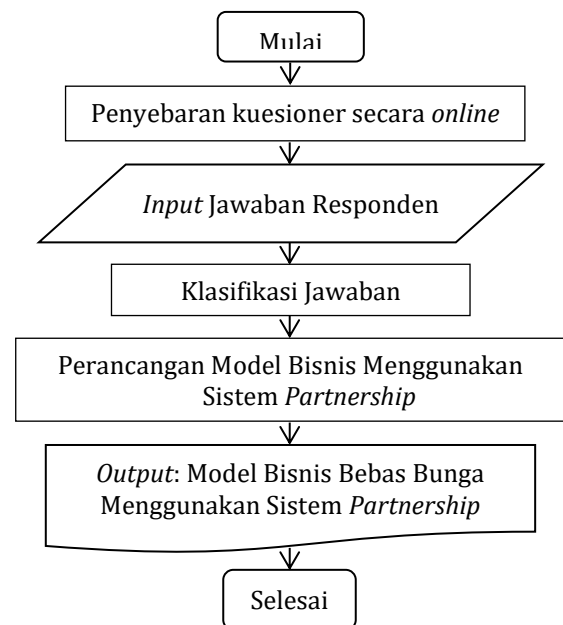 Mulai
Penyebaran kuesioner secara online
Input Jawaban Responden
Klasifikasi Jawaban
Perancangan Model Bisnis Menggunakan
Sistem Partnership
Output: Model Bisnis Bebas Bunga
Menggunakan Sistem Partnership
Selesai